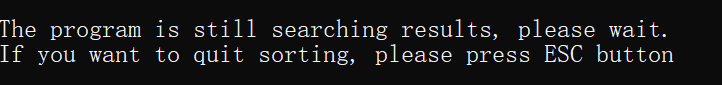 The program is still searching results, please wait.
If you want to quit sorting, please press ESC button